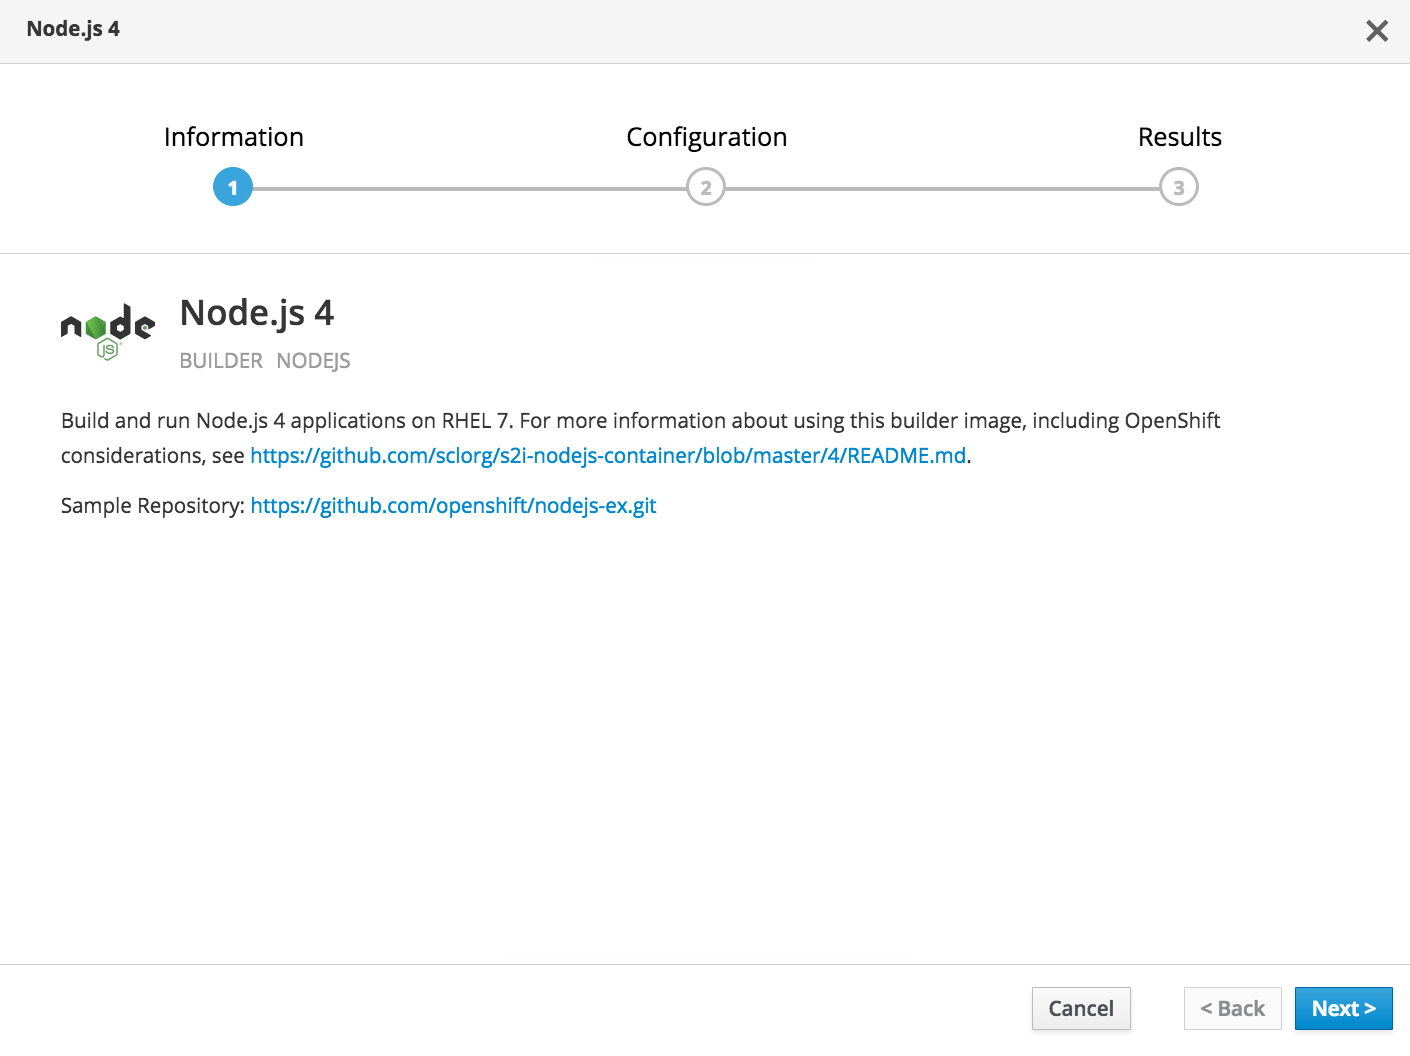 Node.js 4
Information Configuration Results
1 2 3
node
JS
Node.js 4
BUILDER NODEJS
Build and run Node.js 4 applications on RHEL 7. For more information about using this builder image, including OpenShift
considerations, see https://github.com/sclorg/s2i-nodejs-container/blob/master/4/README.md.
Sample Repository: https://github.com/openshift/nodejs-ex.git
Cancel < Back Next >